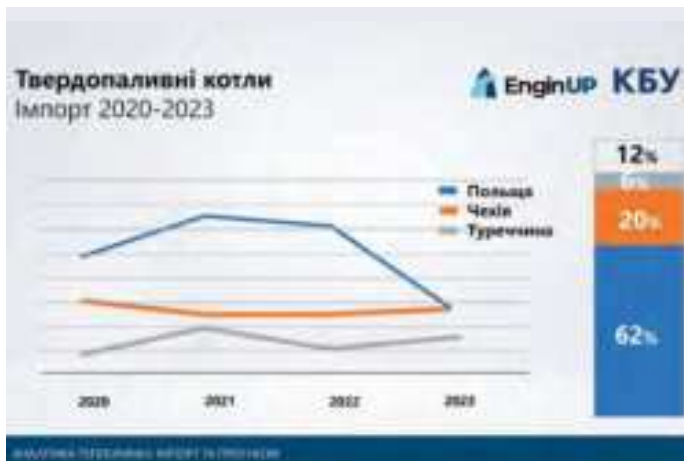 Твердопаливні котли
Імпорт 2020-2023
EnginUP КБУ
12%
6%
20%
62%
Польща
Чехія
Туреччина
2020 2021 2022 2023